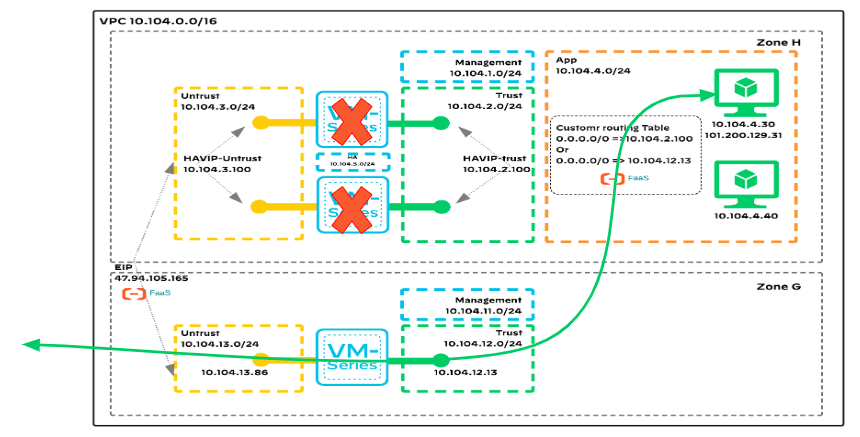 VPC 10.104.0.0/16
Zone H
Management
10.104.1.0/24
App
10.104.4.0/24
Untrust
10.104.3.0/24
VM-
Series
Trust
10.104.2.0/24
10.104.4.30
101.200.129.31
Customr routing Table
0.0.0.0/0 =>10.104.2.100
Or
0.0.0.0/0 => 10.104.12.13
FaaS
HAVIP-Untrust
10.104.3.100
HA
10.104.5.0/24
HAVIP-trust
10.104.2.100
VM-
Series
10.104.4.40
EIP
47.94.105.165
FaaS
Zone G
Management
10.104.11.0/24
Untrust
10.104.13.0/24
VM-
Series
Trust
10.104.12.0/24
10.104.13.86
10.104.12.13